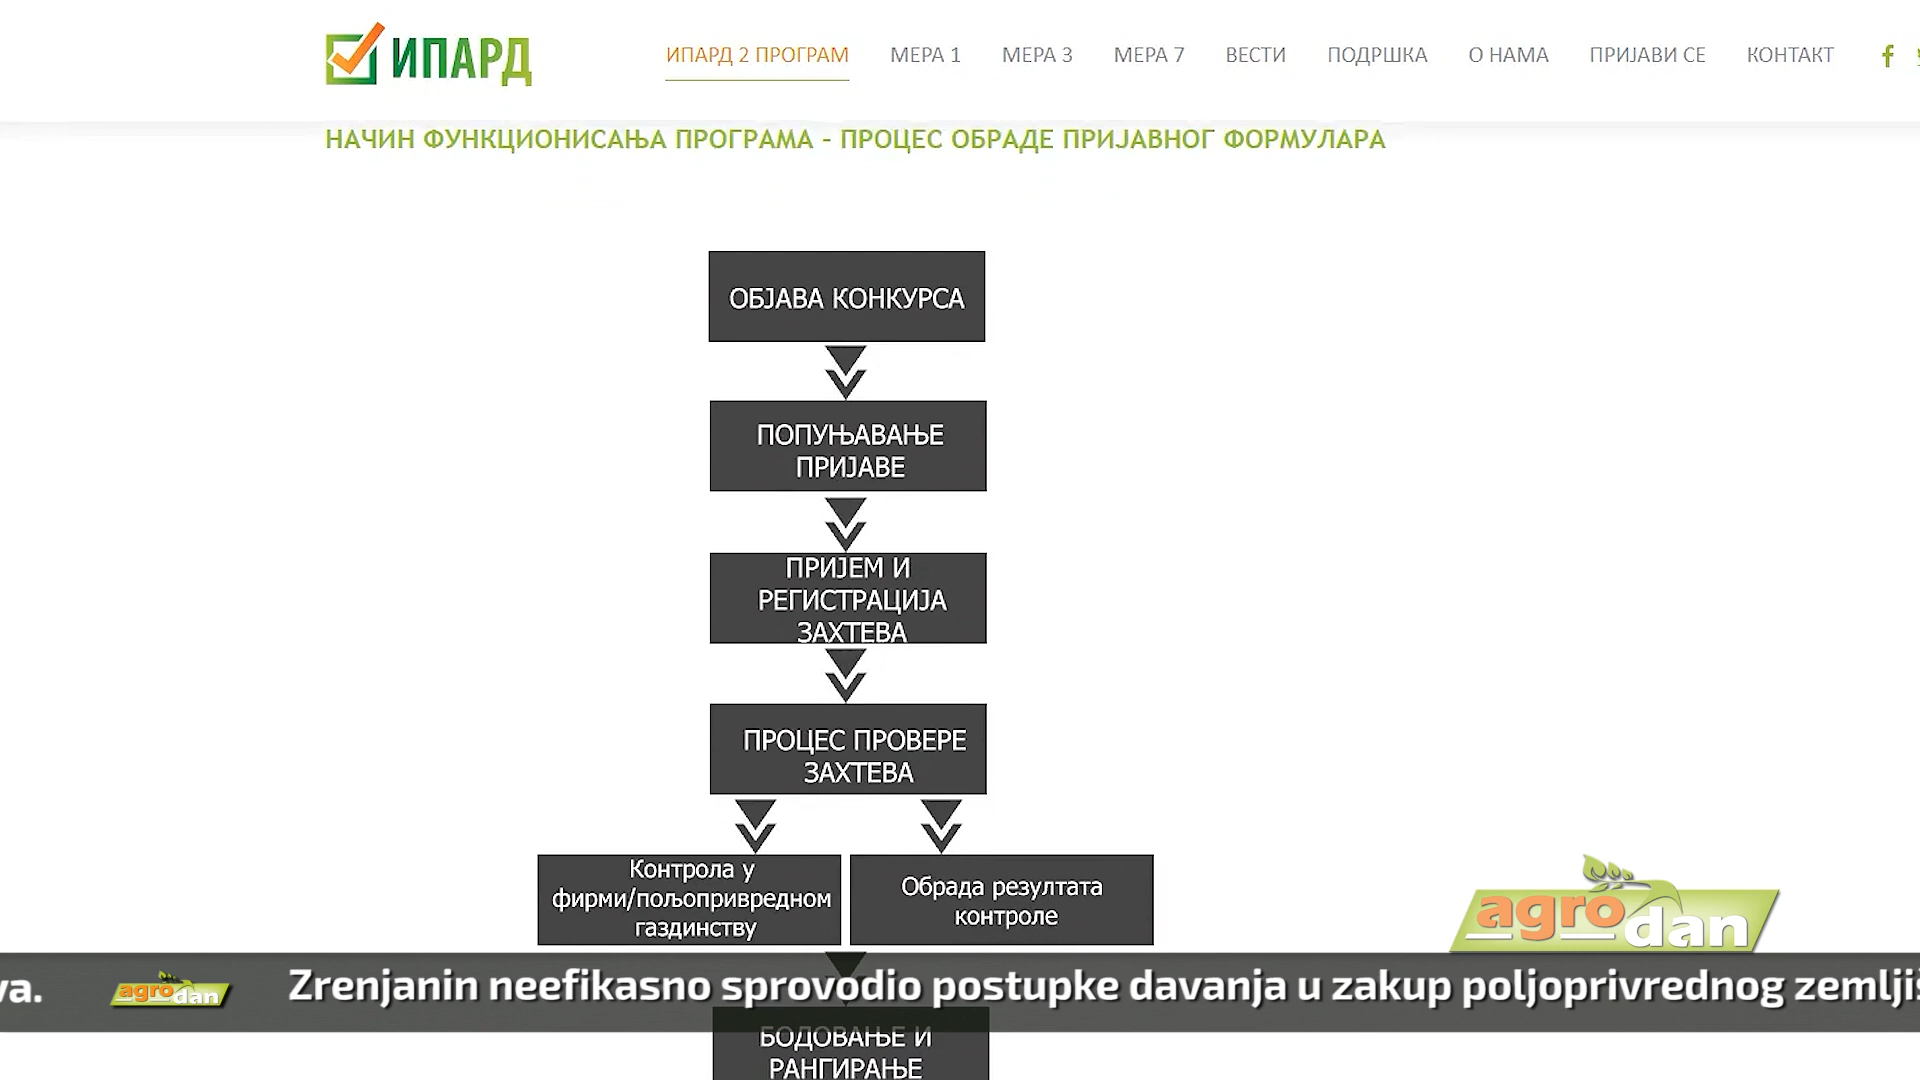 ИПАРД
ИПАРД 2 ПРОГРАМ МЕРА 1 МЕРА 3 МЕРА 7 ВЕСТИ ПОДРШКА О НАМА ПРИЈАВИ СЕ КОНТАКТ
НАЧИН ФУНКЦИОНИСАЊА ПРОГРАМА - ПРОЦЕС ОБРАДЕ ПРИЈАВНОГ ФОРМУЛАРА
ОБЈАВА КОНКУРСА
ПОПУЊАВАЊЕ
ПРИЈАВЕ
ПРИЈЕМ И
РЕГИСТРАЦИЈА
ЗАХТЕВА
ПРОЦЕС ПРОВЕРЕ
ЗАХТЕВА
Контрола у
фирми/пољопривредном
газдинству
Обрада резултата
контроле
agro dan
va. agro dan Zrenjanin neefikasno sprovodio postupke davanja u zakup poljoprivrednog
БОДОВАЊЕ И
РАНГИРАЊЕ